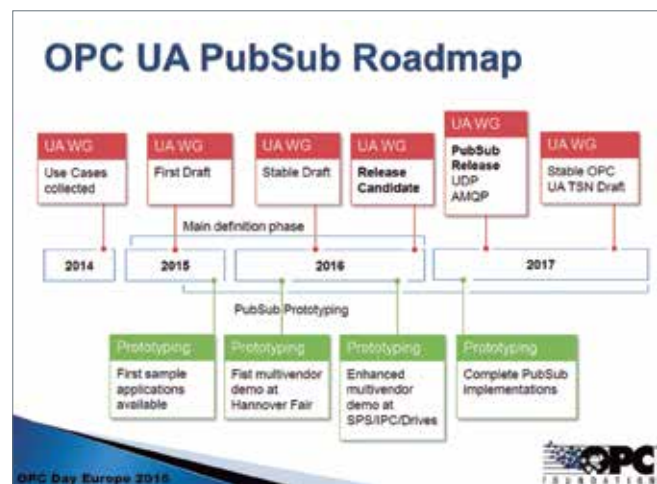 OPC UA PubSub Roadmap
UA WG
Use Cases
collected
UA WG
First Draft
UA WG
Stable Draft
UA WG
Release
Candidate
UA WG
PubSub
Release
UDP
AMQP
UA WG
Stable OPC
UA TSN Draft
Main definition phase
2014
2015
2016
2017
PubSub Prototyping
Prototyping
First sample
applications
available
Prototyping
Fist multivendor
demo at
Hannover Fair
Prototyping
Enhanced
multivendor
demo at
SPS/IPC/Drives
Prototyping
Complete PubSub
implementations
OPC Day Europe 2016
OPC
FOUNDATION